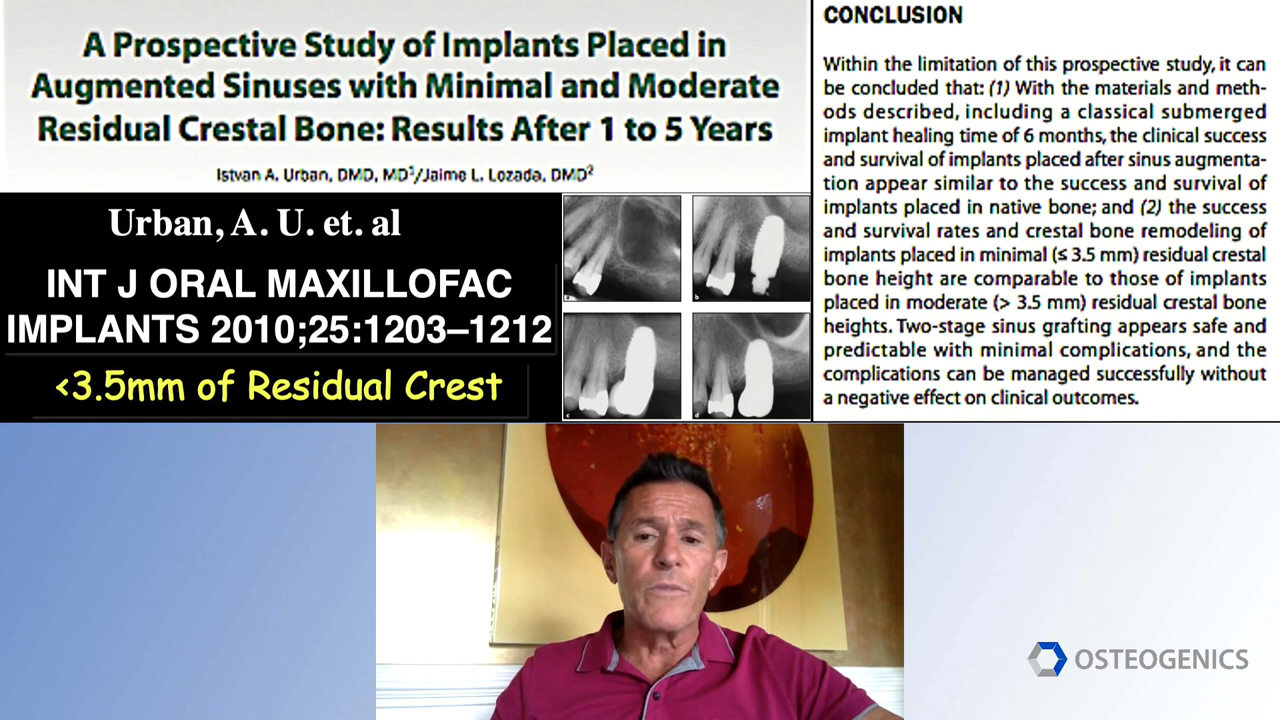 A Prospective Study of Implants Placed in
Augmented Sinuses with Minimal and Moderate
Residual Crestal Bone: Results After 1 to 5 Years
Istvan A. Urban, DMD, MD¹/Jaime L. Lozada, DMD²
Urban, A. U. et. al
INT J ORAL MAXILLOFAC
IMPLANTS 2010;25:1203–1212
<3.5mm of Residual Crest
a
b
c
d
CONCLUSION
Within the limitation of this prospective study, it can
be concluded that: (1) With the materials and meth-
ods described, including a classical submerged
implant healing time of 6 months, the clinical success
and survival of implants placed after sinus augmenta-
tion appear similar to the success and survival of
implants placed in native bone; and (2) the success
and survival rates and crestal bone remodeling of
implants placed in minimal (≤ 3.5 mm) residual crestal
bone height are comparable to those of implants
placed in moderate (> 3.5 mm) residual crestal bone
heights. Two-stage sinus grafting appears safe and
predictable with minimal complications, and the
complications can be managed successfully without
a negative effect on clinical outcomes.
OSTEOGENICS